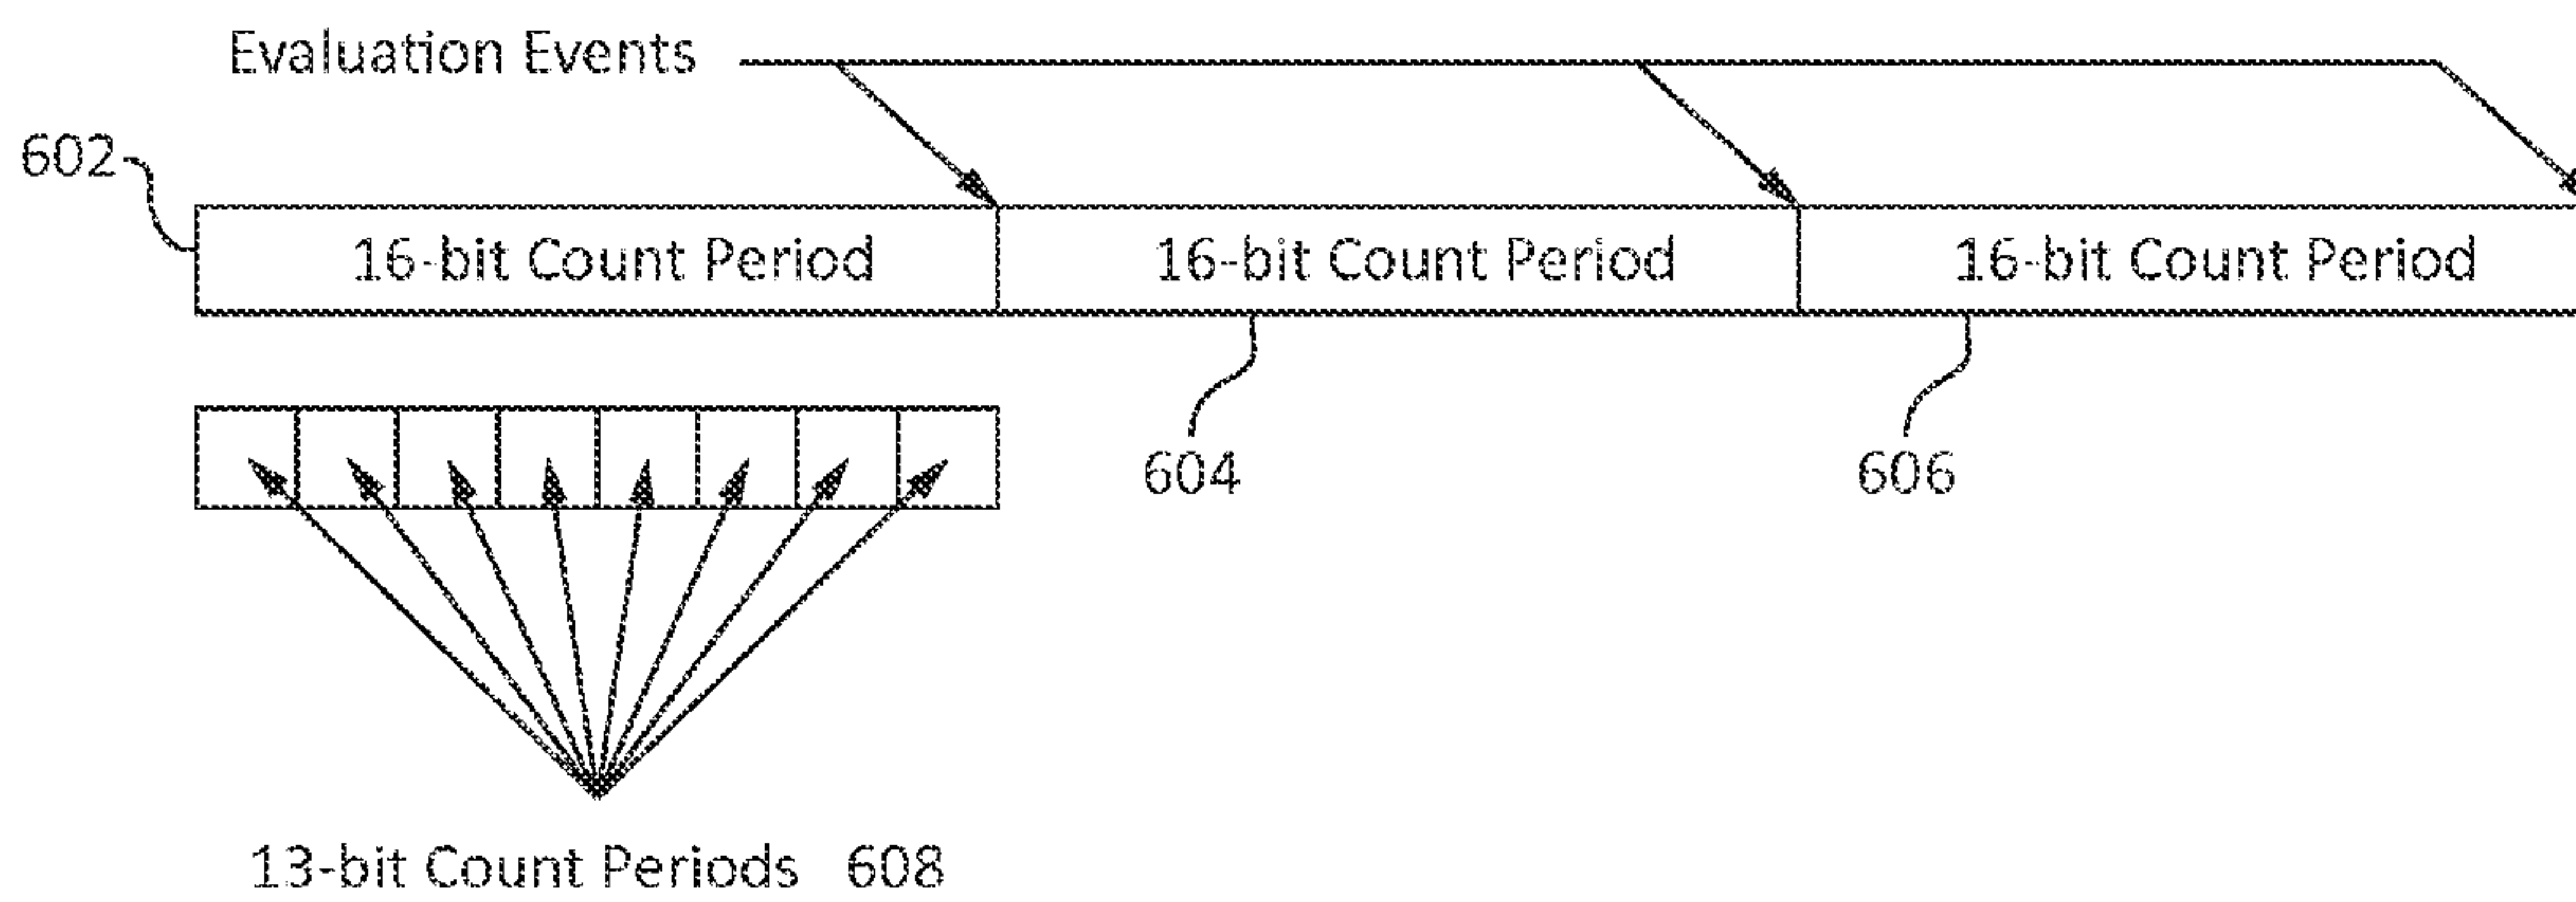 Evaluation Events
602
16-bit Count Period 16-bit Count Period 16-bit Count Period
604 606
13-bit Count Periods 608